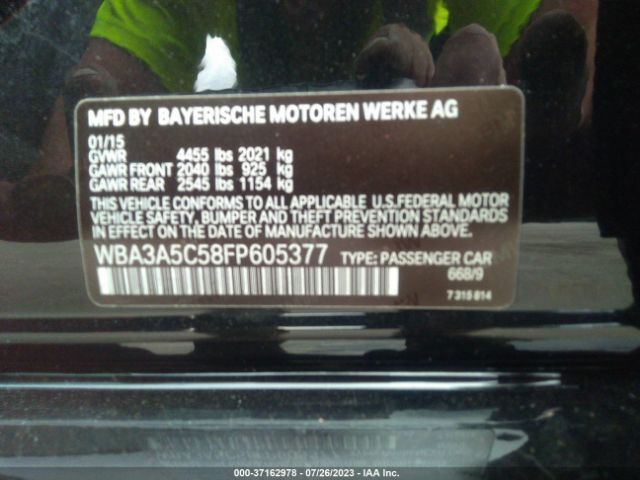 MFD BY BAYERISCHE MOTOREN WERKE AG
01/15
GVWR 4455 lbs 2021 kg
GAWR FRONT 2040 lbs 925 kg
GAWR REAR 2545 lbs 1154 kg
THIS VEHICLE CONFORMS TO ALL APPLICABLE U.S.FEDERAL MOTOR
VEHICLE SAFETY, BUMPER AND THEFT PREVENTION STANDARDS
IN EFFECT ON THE DATE OF MANUFACTURE SHOWN ABOVE.
WBA3A5C58FP605377 TYPE: PASSENGER CAR
668/9
7 315 814
000-37162978 - 07/26/2023 - IAA Inc.